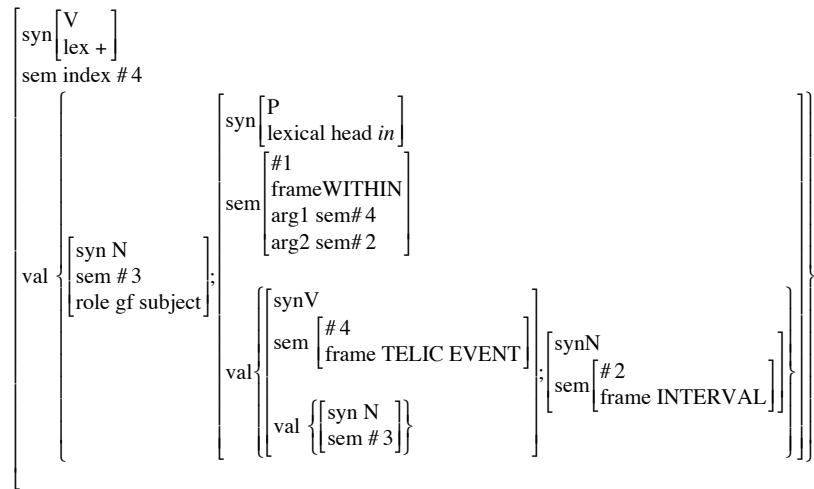 syn V
lex +
sem index # 4
val syn N
sem # 3
role gf subject ;
syn P
lexical head in
sem #1
frameWITHIN
arg1 sem# 4
arg2 sem# 2
val synV
sem # 4
frame TELIC EVENT
val syn N
sem # 3
; synN
sem # 2
frame INTERVAL